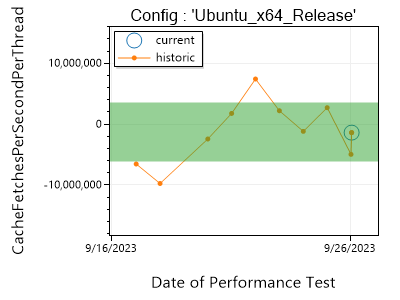 Config : 'Ubuntu_x64_Release'
current
historic
CacheFetchesPerSecondPerThread
10,000,000
0
-10,000,000
9/16/2023
9/26/2023
Date of Performance Test